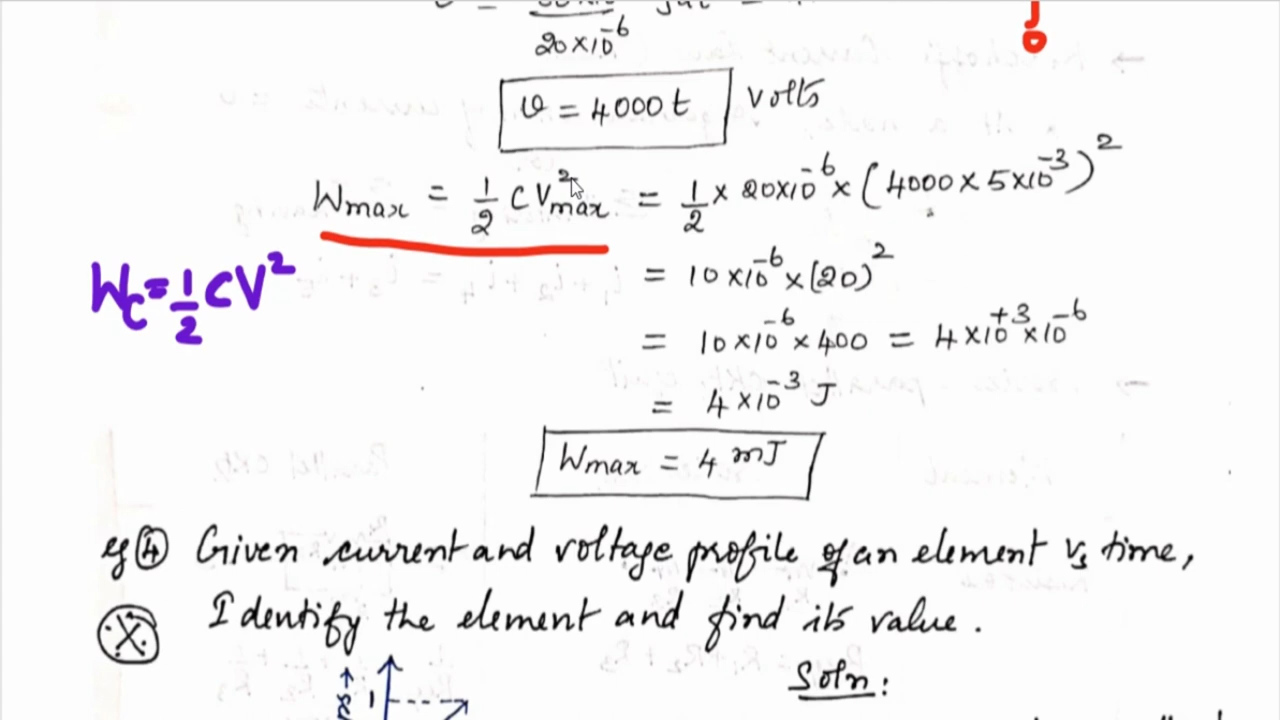 20×10⁻⁶
v = 4000t volts
Wmax = 1/2 CV²max = 1/2 × 20×10⁻⁶ × (4000 × 5×10⁻³)²
Wc = 1/2 CV²
= 10×10⁻⁶ × (20)²
= 10×10⁻⁶ × 400 = 4×10⁺³×10⁻⁶
= 4×10⁻³ J
Wmax = 4 mJ
eg ④ Given current and voltage profile of an element vs time,
Identify the element and find its value.
Soln: